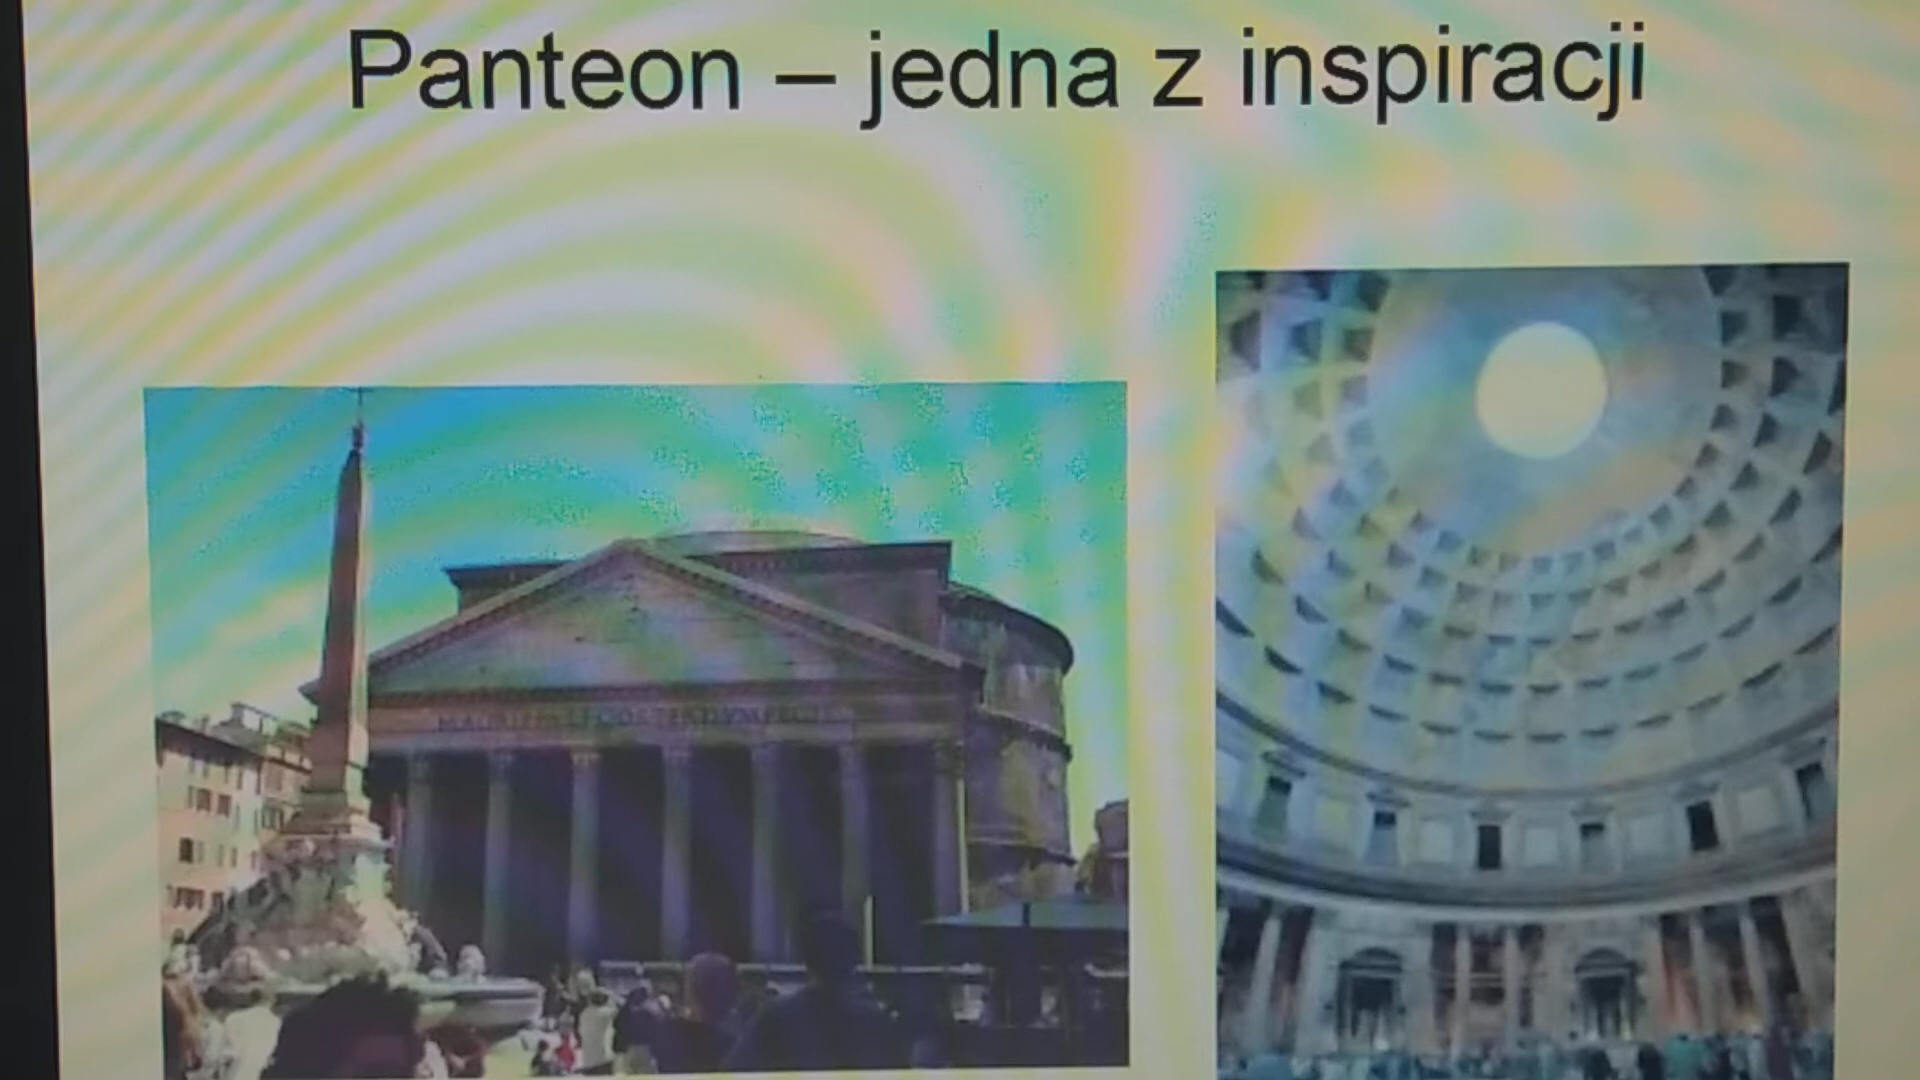 Panteon – jedna z inspiracji